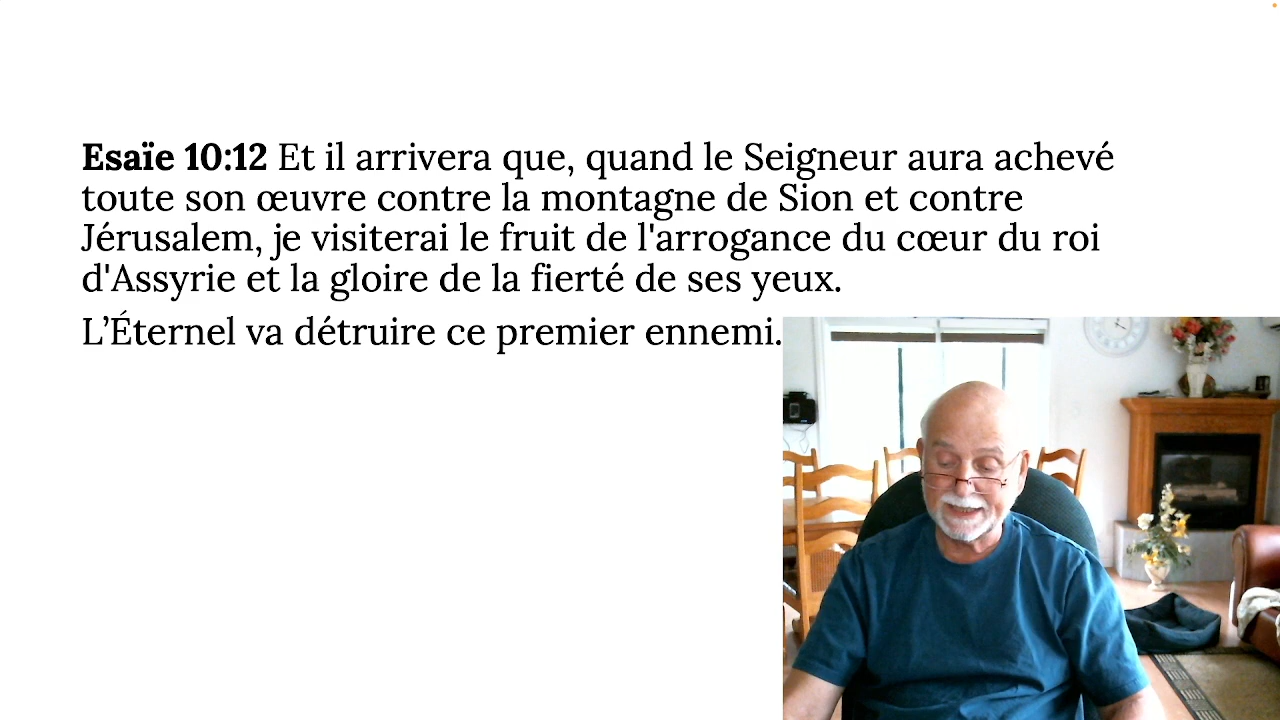 Esaïe 10:12 Et il arrivera que, quand le Seigneur aura achevé
toute son œuvre contre la montagne de Sion et contre
Jérusalem, je visiterai le fruit de l'arrogance du cœur du roi
d'Assyrie et la gloire de la fierté de ses yeux.
L’Éternel va détruire ce premier ennemi.